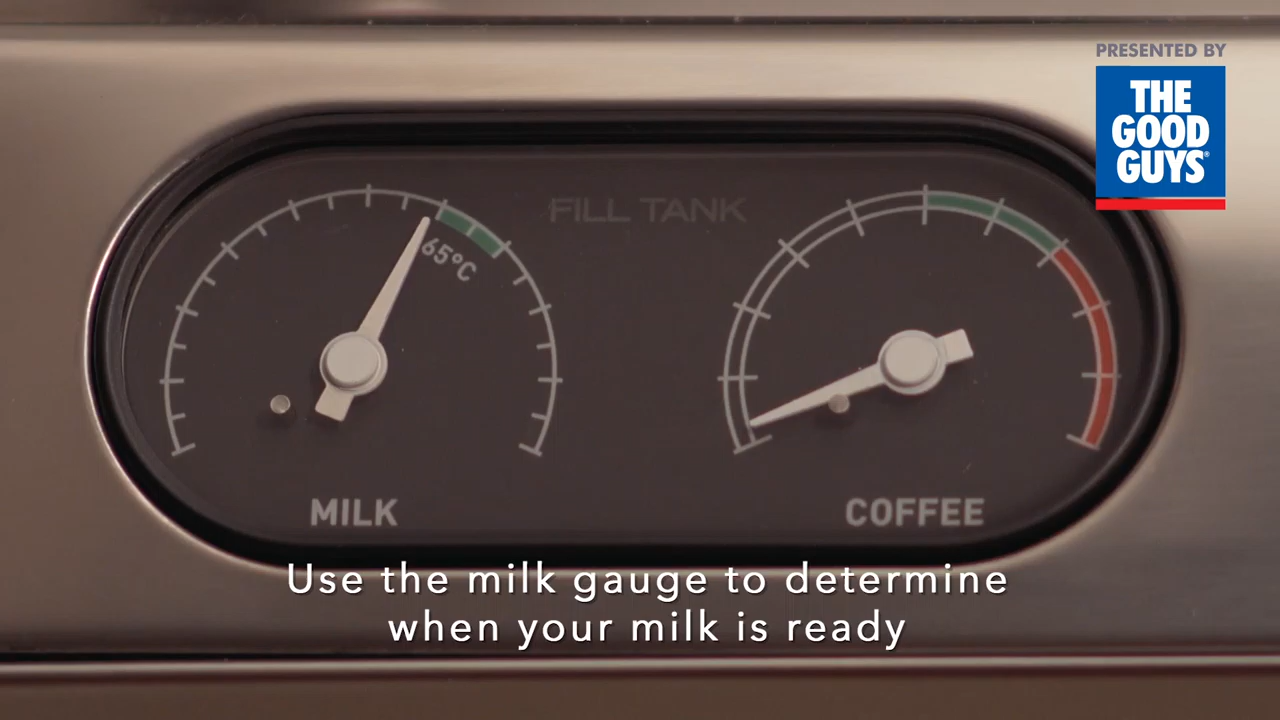 PRESENTED BY
THE
GOOD
GUYS®
FILL TANK
65°C
MILK
COFFEE
Use the milk gauge to determine
when your milk is ready